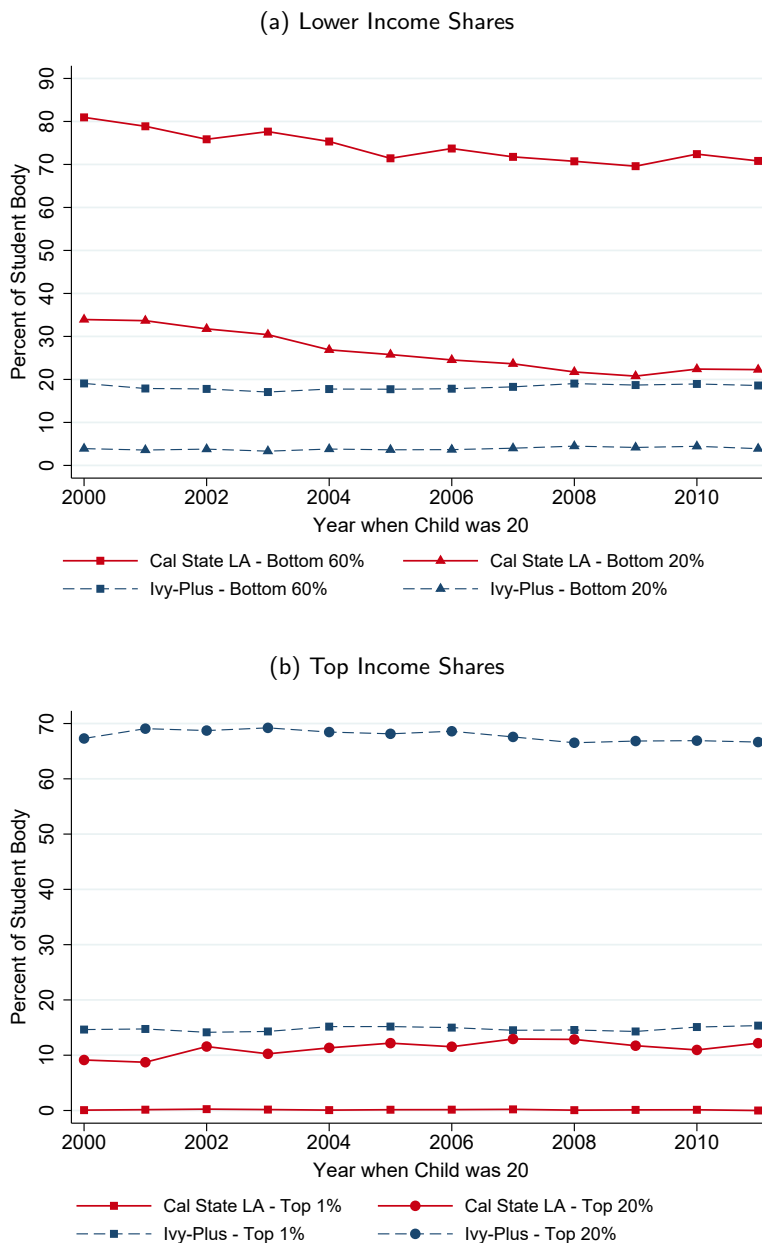 (a) Lower Income Shares
Percent of Student Body
90
80
70
60
50
40
30
20
10
0
2000 2002 2004 2006 2008 2010
Year when Child was 20
Cal State LA - Bottom 60% Cal State LA - Bottom 20%
Ivy-Plus - Bottom 60% Ivy-Plus - Bottom 20%
(b) Top Income Shares
Percent of Student Body
70
60
50
40
30
20
10
0
2000 2002 2004 2006 2008 2010
Year when Child was 20
Cal State LA - Top 1% Cal State LA - Top 20%
Ivy-Plus - Top 1% Ivy-Plus - Top 20%